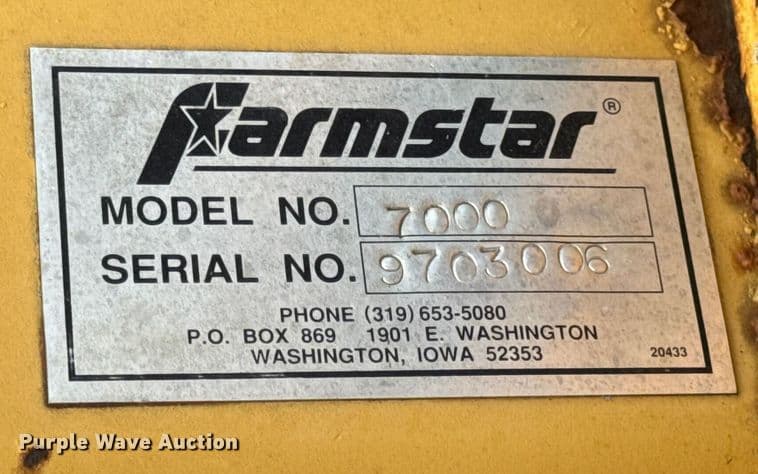 Farmstar®
MODEL NO. 7000
SERIAL NO. 9703006
PHONE (319) 653-5080
P.O. BOX 869 1901 E. WASHINGTON
WASHINGTON, IOWA 52353
20433
Purple Wave Auction